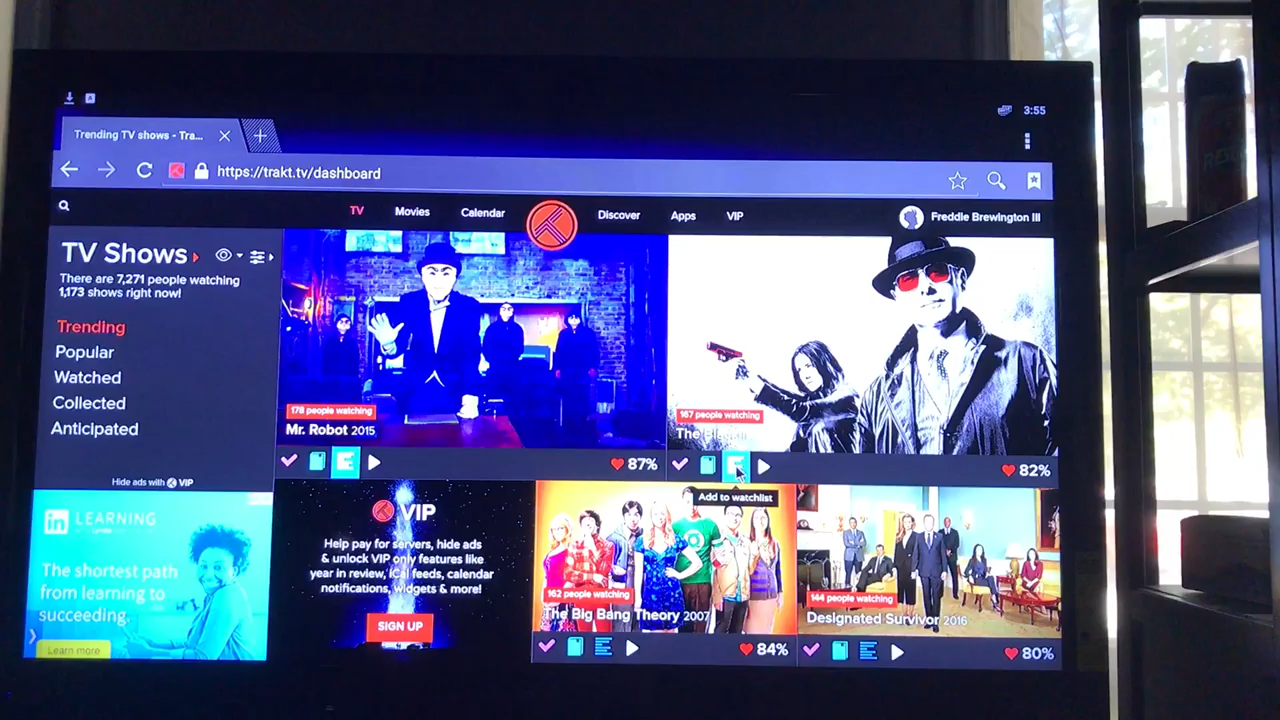 3:55
Trending TV shows - Tra...
https://trakt.tv/dashboard
TV
Movies
Calendar
Discover
Apps
VIP
Freddie Brewington III
TV Shows
There are 7,271 people watching
1,173 shows right now!
Trending
Popular
Watched
Collected
Anticipated
Hide ads with VIP
in LEARNING
The shortest path
from learning to
succeeding.
Learn more
178 people watching
Mr. Robot 2015
87%
167 people watching
The
82%
Add to watchlist
VIP
Help pay for servers, hide ads
& unlock VIP only features like
year in review, iCal feeds, calendar
notifications, widgets & more!
SIGN UP
162 people watching
The Big Bang Theory 2007
84%
144 people watching
Designated Survivor 2016
80%